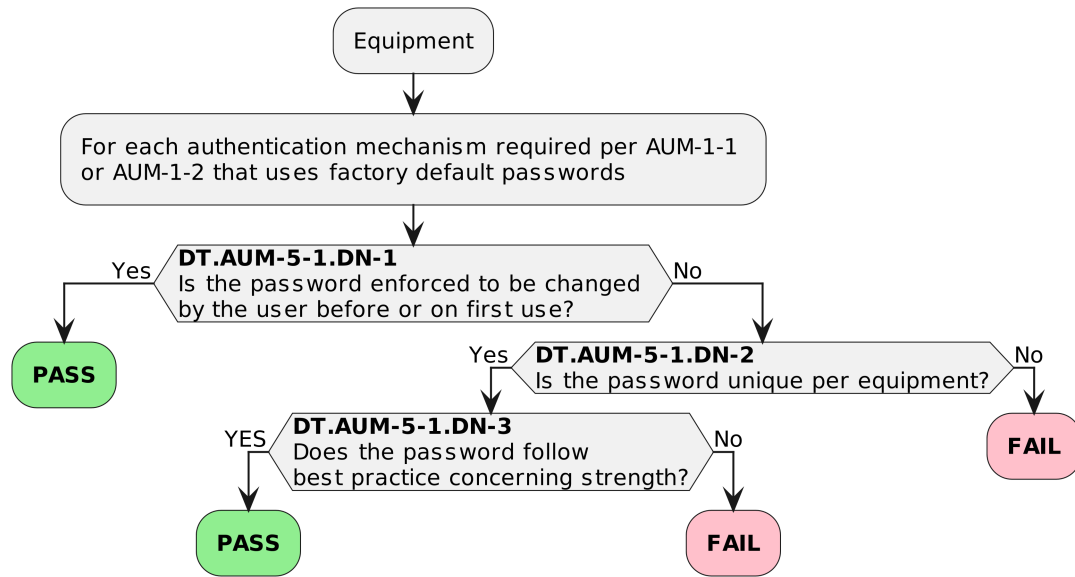 Equipment
For each authentication mechanism required per AUM-1-1
or AUM-1-2 that uses factory default passwords
DT.AUM-5-1.DN-1
Is the password enforced to be changed
by the user before or on first use?
Yes
No
PASS
DT.AUM-5-1.DN-2
Is the password unique per equipment?
Yes
No
DT.AUM-5-1.DN-3
Does the password follow
best practice concerning strength?
YES
No
FAIL
PASS
FAIL